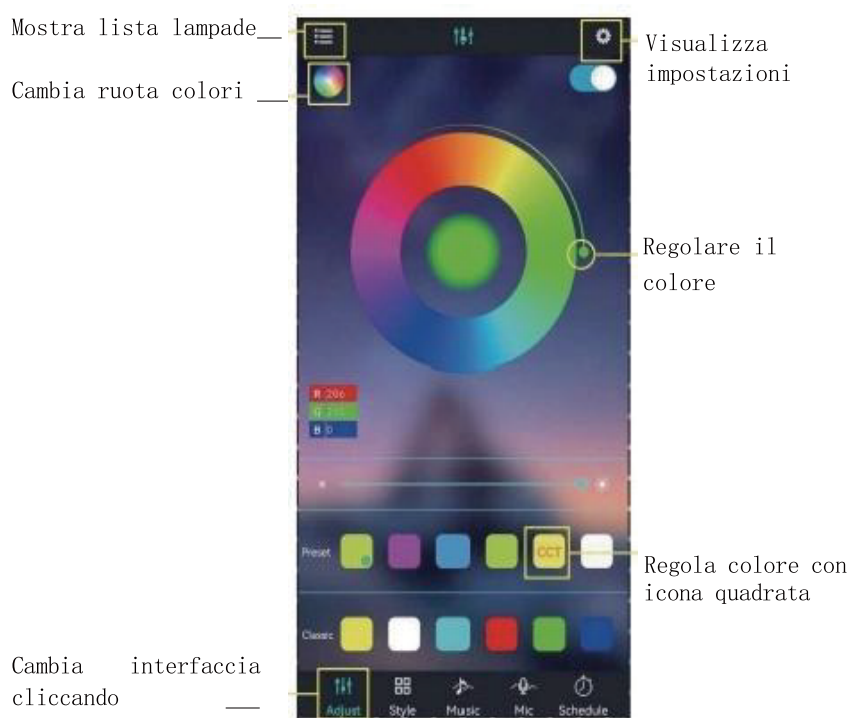 Mostra lista lampade
Visualizza
impostazioni
Cambia ruota colori
Regolare il
colore
R 206
G
B 0
Preset
CCT
Regola colore con
icona quadrata
Classic
Cambia interfaccia
cliccando
Adjust
Style
Music
Mic
Schedule